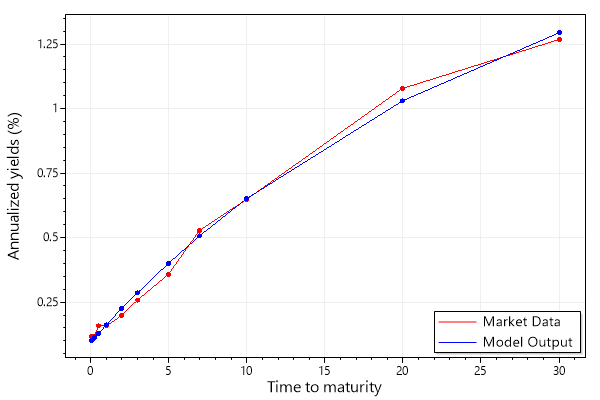 Annualized yields (%)
1.25
1
0.75
0.5
0.25
0 5 10 15 20 25 30
Time to maturity
Market Data
Model Output